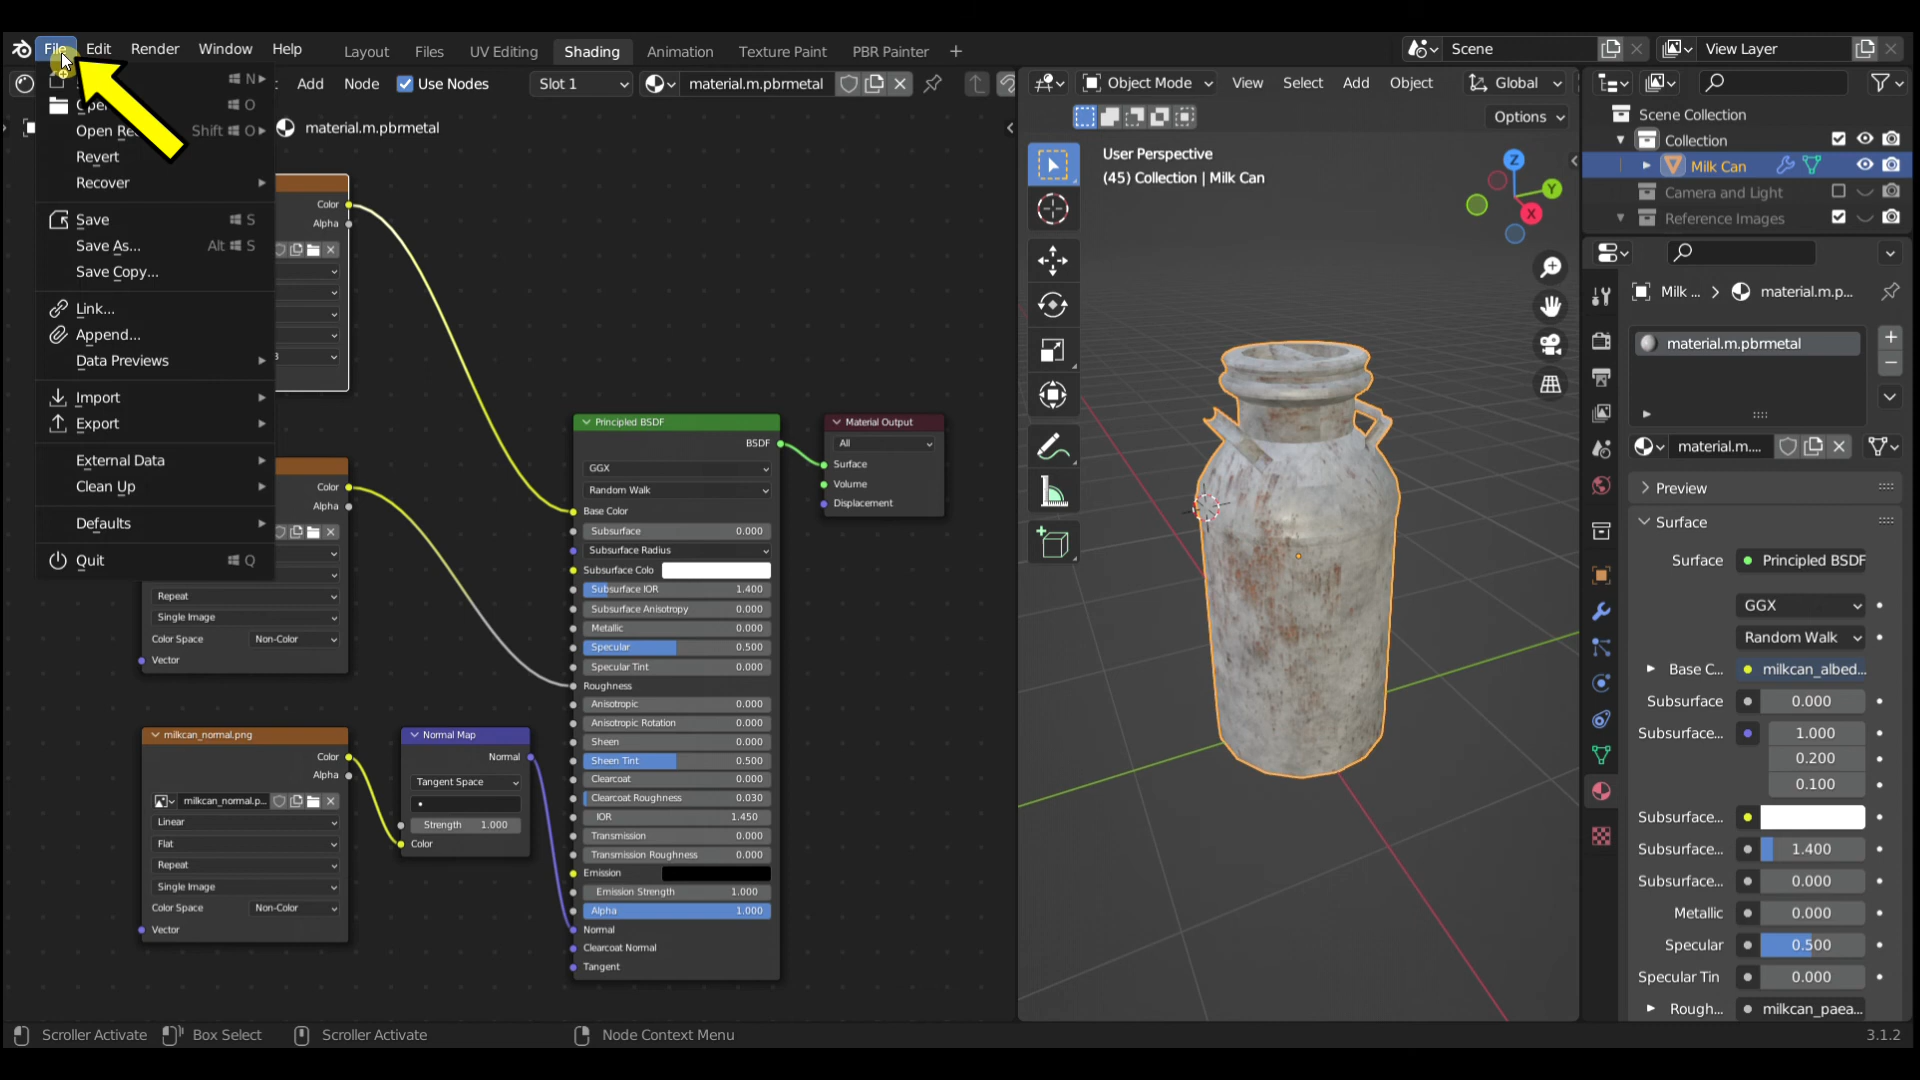 File Edit Render Window Help Layout Files UV Editing Shading Animation Texture Paint PBR Painter + Scene View Layer
N
Add Node Use Nodes Slot 1 material.m.pbrmetal
Open
O
Open Re Shift O
material.m.pbrmetal
Revert
Recover
Save S
Save As... Alt S
Save Copy...
Link...
Append...
Data Previews
Import
Export
External Data
Clean Up
Defaults
Quit Q
Color
Alpha
Color
Alpha
Repeat
Single Image
Color Space Non-Color
Vector
milkcan_normal.png
Color
Alpha
milkcan_normal.p...
Linear
Flat
Repeat
Single Image
Color Space Non-Color
Vector
Normal Map
Normal
Tangent Space
Strength 1.000
Color
Principled BSDF
BSDF
GGX
Random Walk
Base Color
Subsurface 0.000
Subsurface Radius
Subsurface Colo
Subsurface IOR 1.400
Subsurface Anisotropy 0.000
Metallic 0.000
Specular 0.500
Specular Tint 0.000
Roughness
Anisotropic 0.000
Anisotropic Rotation 0.000
Sheen 0.000
Sheen Tint 0.500
Clearcoat 0.000
Clearcoat Roughness 0.030
IOR 1.450
Transmission 0.000
Transmission Roughness 0.000
Emission
Emission Strength 1.000
Alpha 1.000
Normal
Clearcoat Normal
Tangent
Material Output
All
Surface
Volume
Displacement
Object Mode View Select Add Object Global
Options
User Perspective
(45) Collection | Milk Can
Z
Y
X
Scene Collection
Collection
Milk Can
Camera and Light
Reference Images
Milk ... > material.m.p...
material.m.pbrmetal
material.m....
Preview
Surface
Surface Principled BSDF
GGX
Random Walk
Base C... milkcan_albed...
Subsurface 0.000
Subsurface... 1.000
0.200
0.100
Subsurface...
Subsurface... 1.400
Subsurface... 0.000
Metallic 0.000
Specular 0.500
Specular Tin 0.000
Rough... milkcan_paea...
Scroller Activate Box Select Scroller Activate Node Context Menu 3.1.2